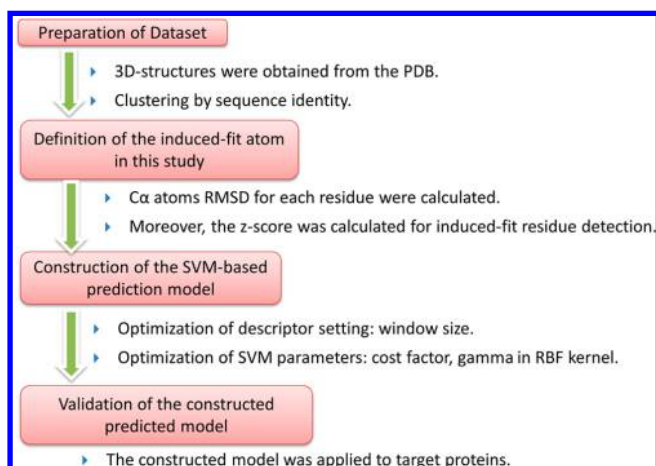 Preparation of Dataset
3D-structures were obtained from the PDB.
Clustering by sequence identity.
Definition of the induced-fit atom
in this study
Cα atoms RMSD for each residue were calculated.
Moreover, the z-score was calculated for induced-fit residue detection.
Construction of the SVM-based
prediction model
Optimization of descriptor setting: window size.
Optimization of SVM parameters: cost factor, gamma in RBF kernel.
Validation of the constructed
predicted model
The constructed model was applied to target proteins.